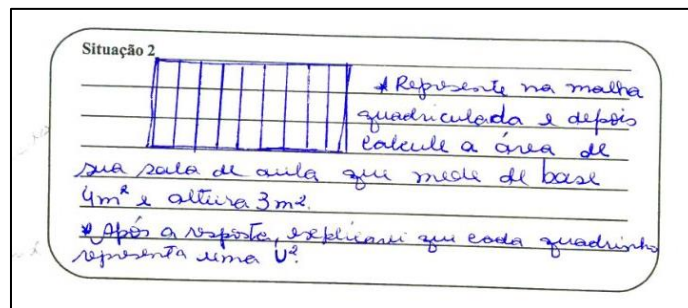 Situação 2
* Represente na malha
quadriculada e depois
calcule a área de
sua sala de aula que mede de base
4m² e altura 3m².
* Após a resposta, explicarei que cada quadrinho
representa uma U².